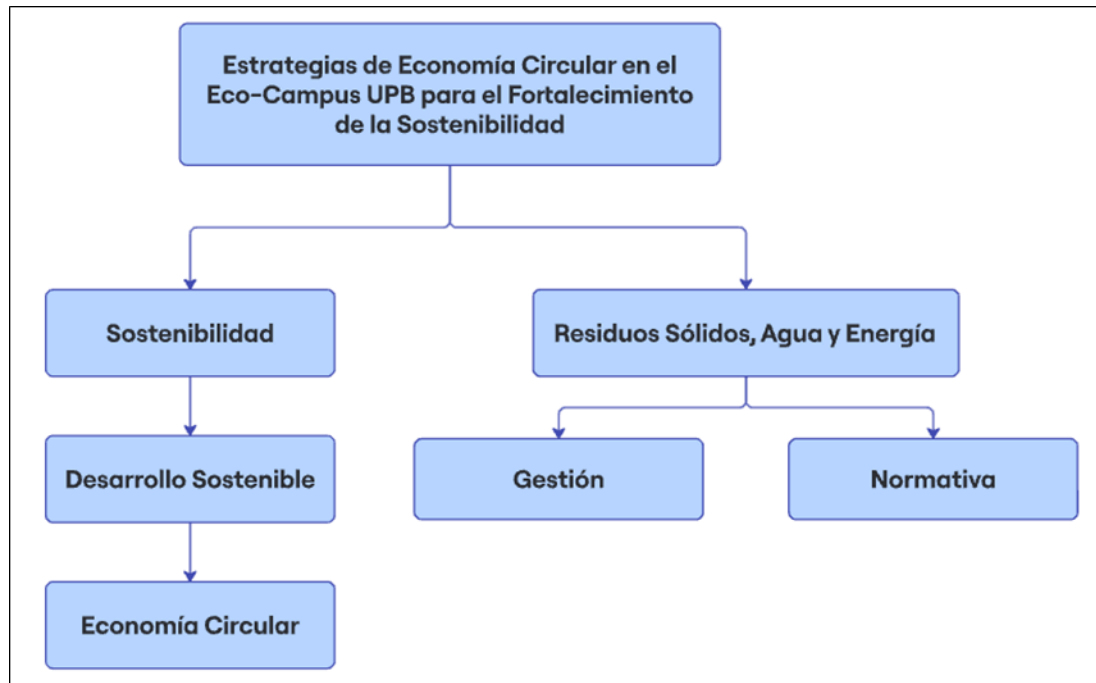 Estrategias de Economía Circular en el
Eco-Campus UPB para el Fortalecimiento
de la Sostenibilidad
Sostenibilidad
Residuos Sólidos, Agua y Energía
Desarrollo Sostenible
Gestión
Normativa
Economía Circular